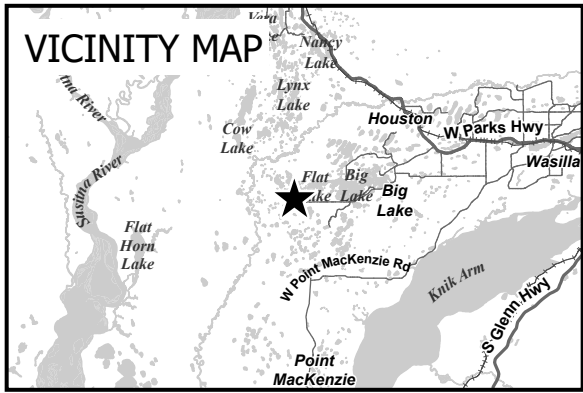 VICINITY MAP
Vera
Nancy
Lake
Lynx
Lake
Cow
Lake
Houston
W Parks Hwy
Wasilla
Susitna River
Flat
Horn
Lake
Flat
Big
Lake
Big
Lake
W Point MacKenzie Rd
Knik Arm
S Glenn Hwy
Point
MacKenzie